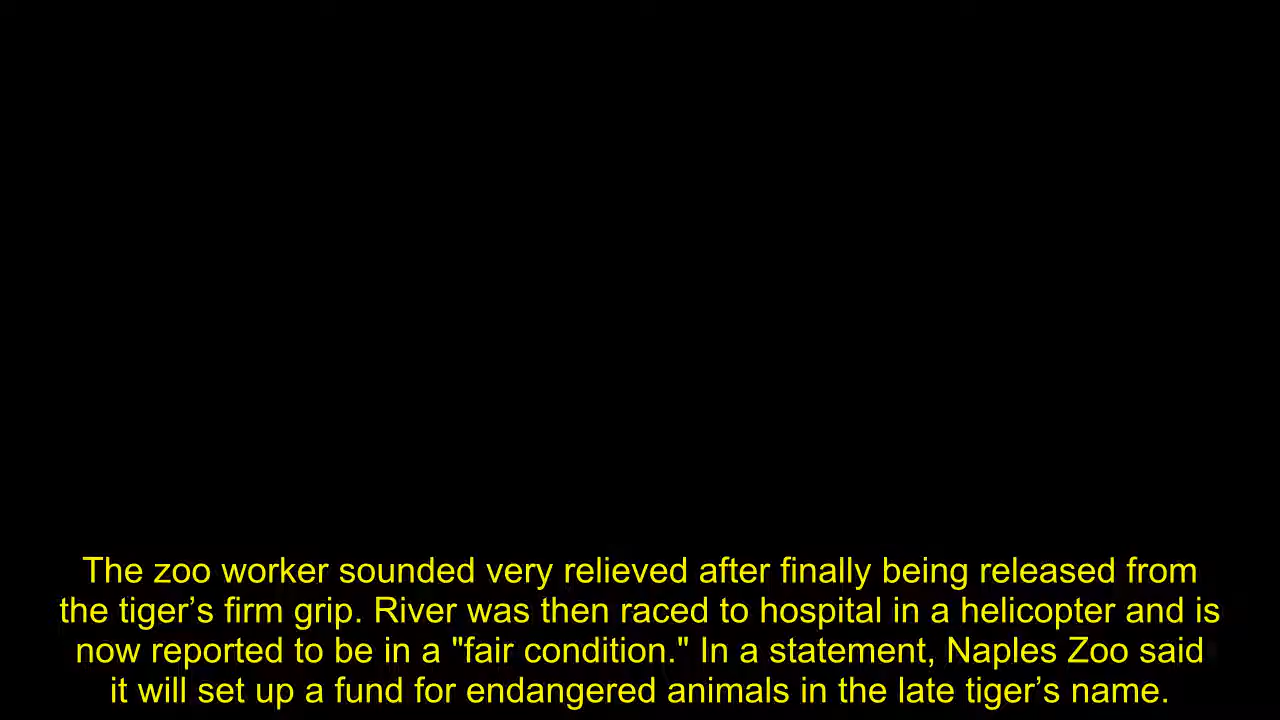 The zoo worker sounded very relieved after finally being released from
the tiger’s firm grip. River was then raced to hospital in a helicopter and is
now reported to be in a "fair condition." In a statement, Naples Zoo said
it will set up a fund for endangered animals in the late tiger’s name.